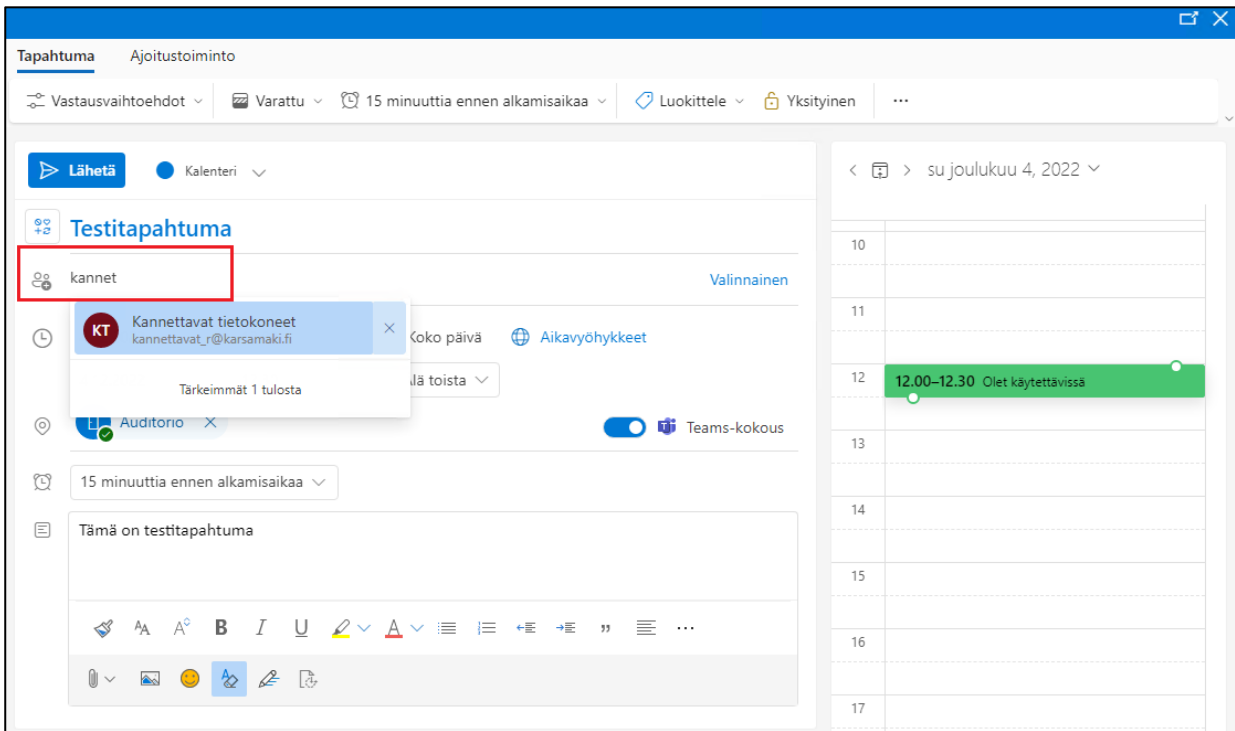 Tapahtuma Ajoitustoiminto
Vastausvaihtoehdot Varattu 15 minuuttia ennen alkamisaikaa Luokittele Yksityinen
Lähetä Kalenteri
Testitapahtuma
kannet Valinnainen
KT Kannettavat tietokoneet
kannettavat_r@karsamaki.fi
Koko päivä Aikavyöhykkeet
Tärkeimmät 1 tulosta
toista
Auditorio Teams-kokous
15 minuuttia ennen alkamisaikaa
Tämä on testitapahtuma
su joulukuu 4, 2022
10
11
12 12.00–12.30 Olet käytettävissä
13
14
15
16
17